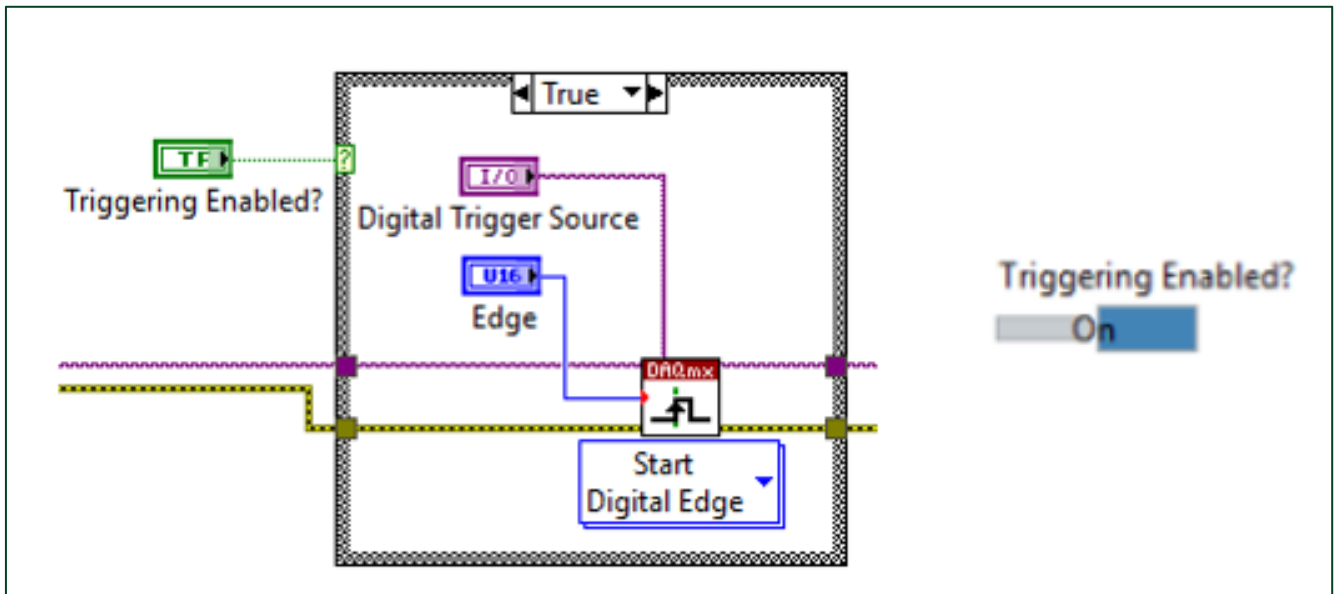 True
TF
?
Triggering Enabled?
I/O
Digital Trigger Source
U16
Edge
DAQmx
Start
Digital Edge
Triggering Enabled?
On